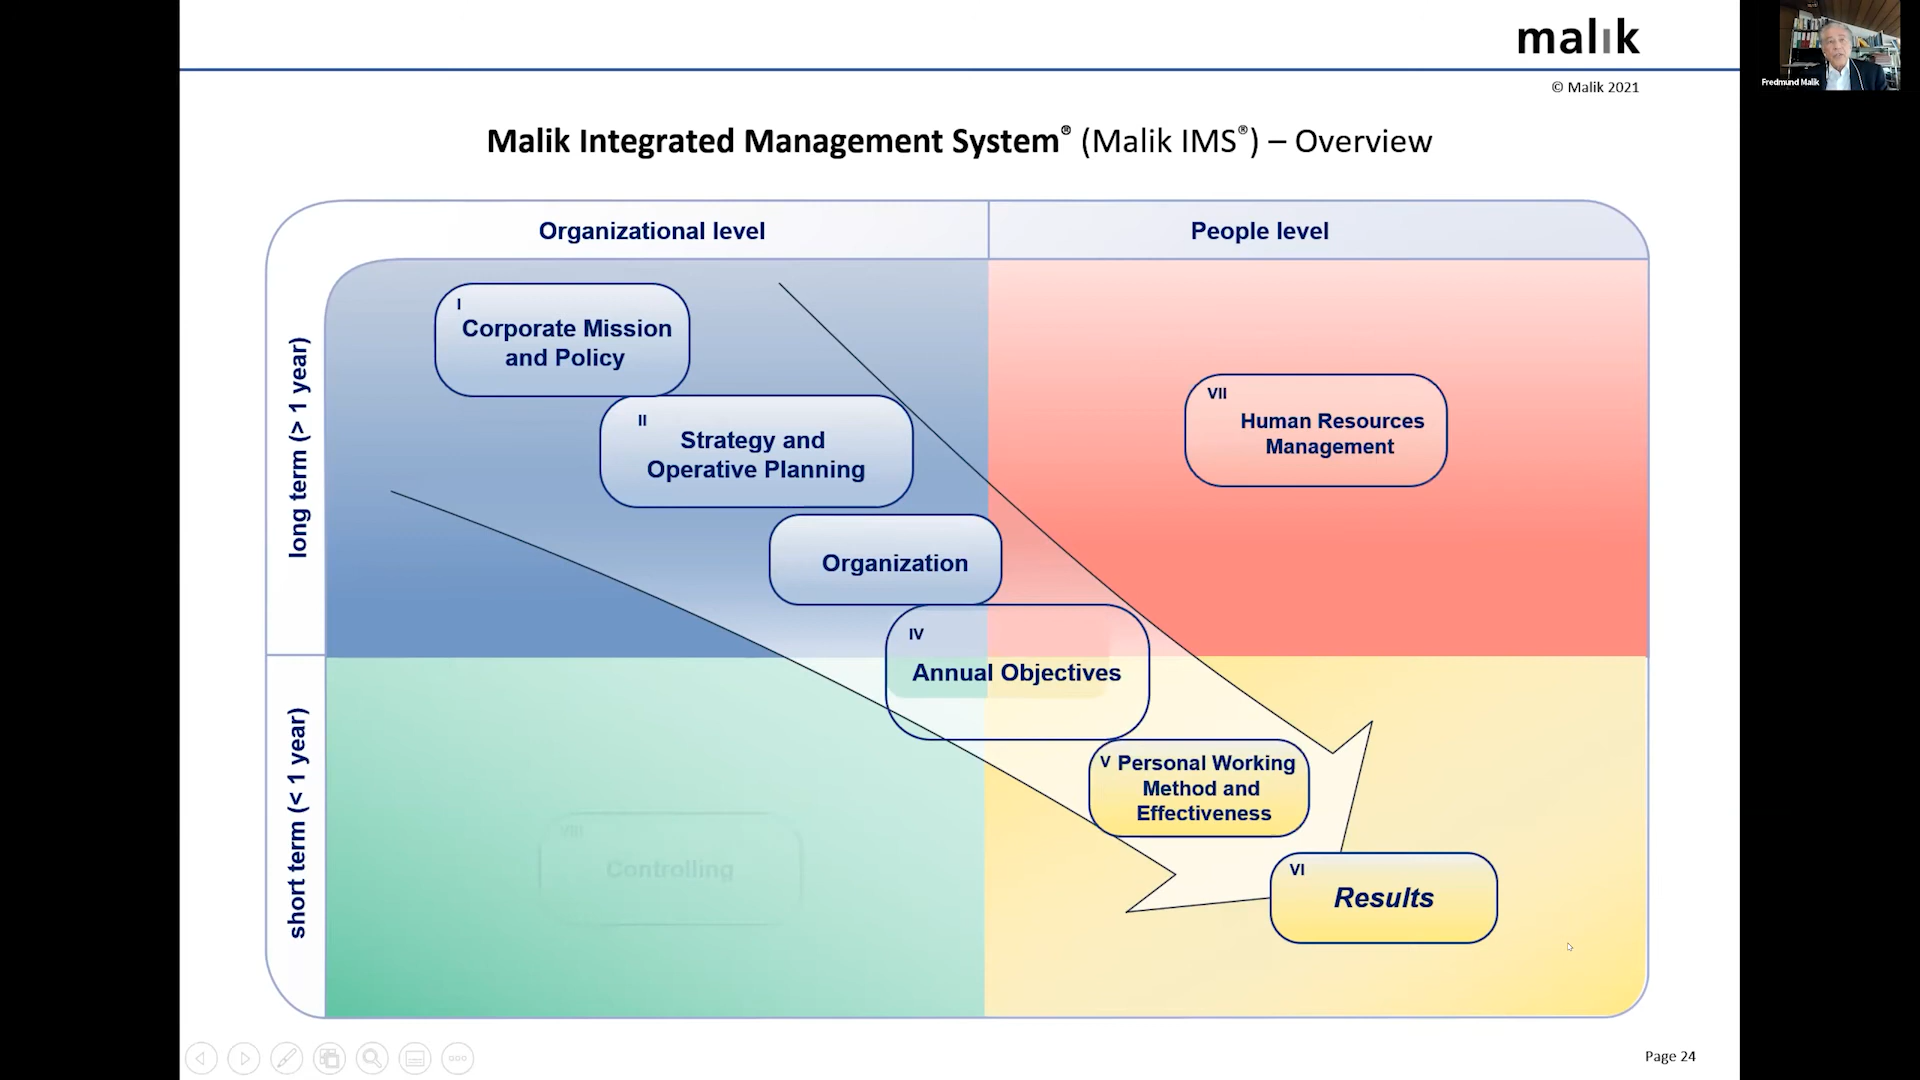 malik
Fredmund Malik
© Malik 2021
Malik Integrated Management System® (Malik IMS®) – Overview
Organizational level
People level
long term (> 1 year)
short term (< 1 year)
I
Corporate Mission
and Policy
II
Strategy and
Operative Planning
Organization
IV
Annual Objectives
V Personal Working
Method and
Effectiveness
VI
Results
VII
Human Resources
Management
VIII
Controlling
Page 24